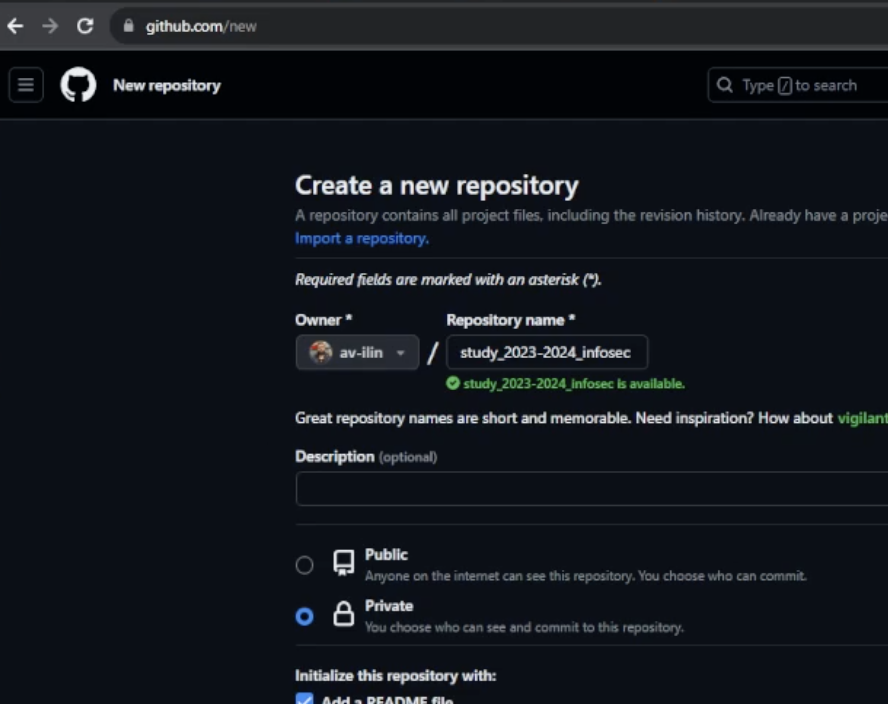 github.com/new
New repository
Type / to search
Create a new repository
A repository contains all project files, including the revision history. Already have a proje
Import a repository.
Required fields are marked with an asterisk (*).
Owner * Repository name *
av-ilin / study_2023-2024_infosec
study_2023-2024_infosec is available.
Great repository names are short and memorable. Need inspiration? How about vigilant
Description (optional)
Public
Anyone on the internet can see this repository. You choose who can commit.
Private
You choose who can see and commit to this repository.
Initialize this repository with:
Add a README file